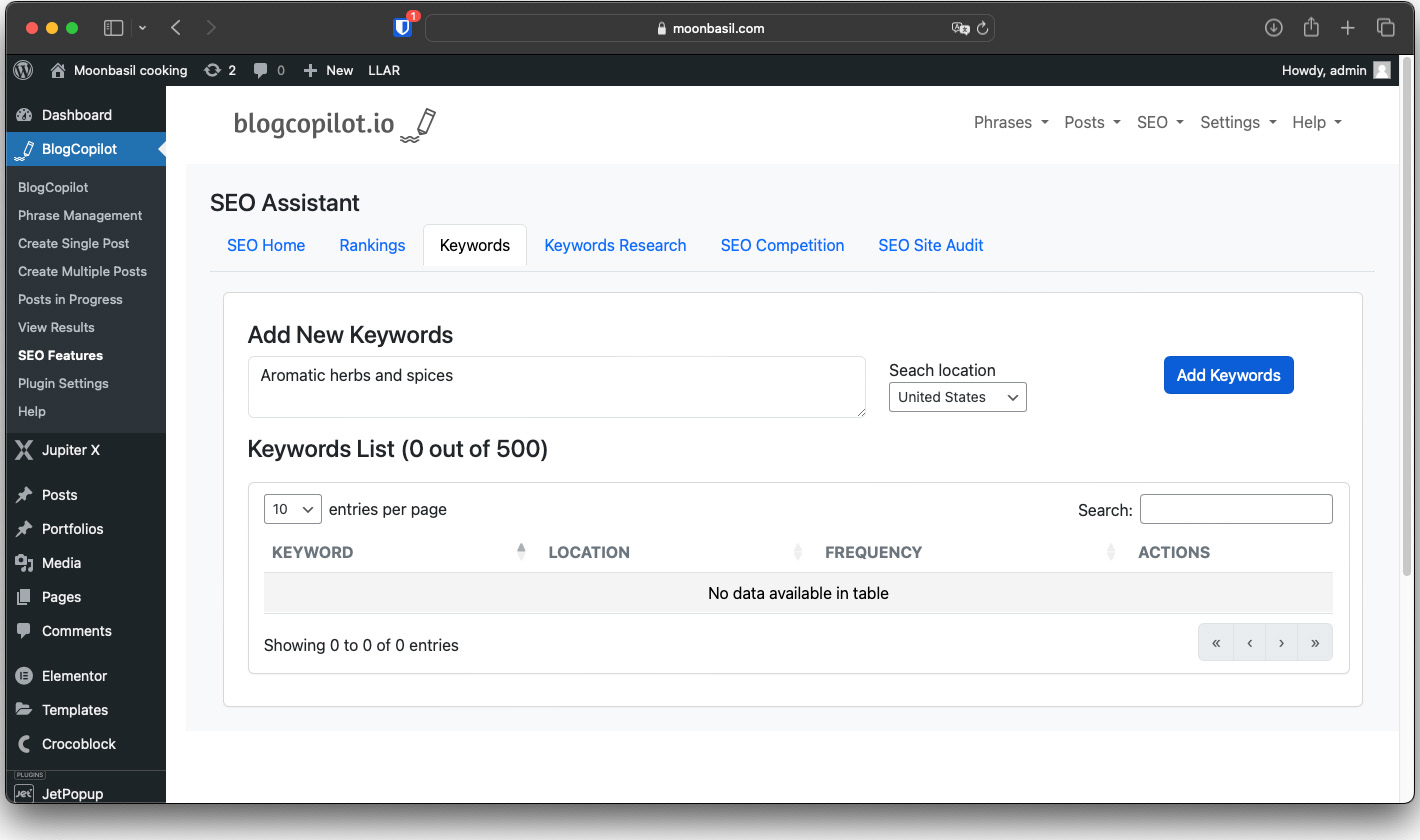 1
moonbasil.com
Moonbasil cooking 2 0 New LLAR Howdy, admin
Dashboard
BlogCopilot
BlogCopilot
Phrase Management
Create Single Post
Create Multiple Posts
Posts in Progress
View Results
SEO Features
Plugin Settings
Help
Jupiter X
Posts
Portfolios
Media
Pages
Comments
Elementor
Templates
Crocoblock
PLUGINS
Jet JetPopup
blogcopilot.io
Phrases Posts SEO Settings Help
SEO Assistant
SEO Home Rankings Keywords Keywords Research SEO Competition SEO Site Audit
Add New Keywords
Aromatic herbs and spices
Seach location
United States
Add Keywords
Keywords List (0 out of 500)
10 entries per page Search:
KEYWORD LOCATION FREQUENCY ACTIONS
No data available in table
Showing 0 to 0 of 0 entries
« ‹ › »